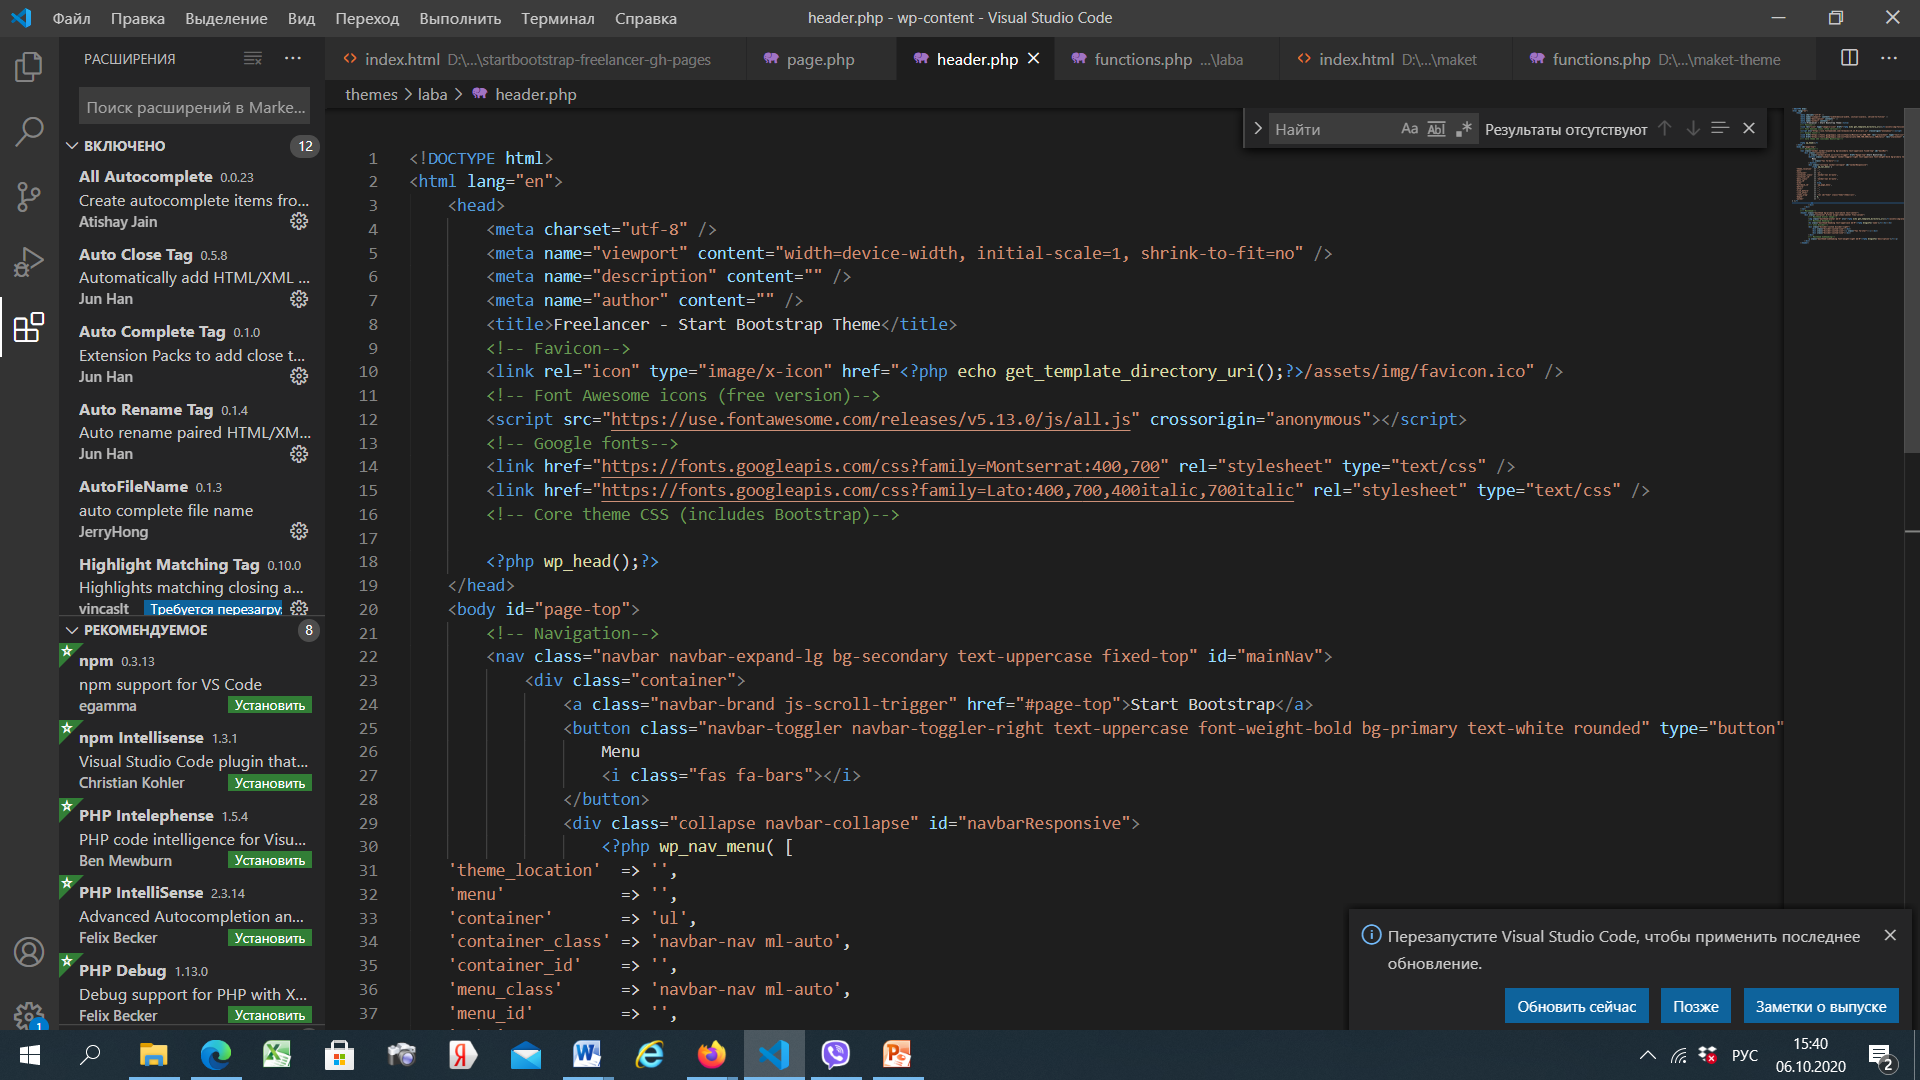 Файл Правка Выделение Вид Переход Выполнить Терминал Справка
header.php - wp-content - Visual Studio Code
РАСШИРЕНИЯ
index.html D:\...\startbootstrap-freelancer-gh-pages
page.php
header.php
functions.php ...\laba
index.html D:\...\maket
functions.php D:\...\maket-theme
themes > laba > header.php
Поиск расширений в Marke...
Найти
Aa Abl .* Результаты отсутствуют
ВКЛЮЧЕНО 12
All Autocomplete 0.0.23
Create autocomplete items fro...
Atishay Jain
Auto Close Tag 0.5.8
Automatically add HTML/XML ...
Jun Han
Auto Complete Tag 0.1.0
Extension Packs to add close t...
Jun Han
Auto Rename Tag 0.1.4
Auto rename paired HTML/XM...
Jun Han
AutoFileName 0.1.3
auto complete file name
JerryHong
Highlight Matching Tag 0.10.0
Highlights matching closing a...
vincaslt Требуется перезагру
РЕКОМЕНДУЕМОЕ 8
npm 0.3.13
npm support for VS Code
egamma Установить
npm Intellisense 1.3.1
Visual Studio Code plugin that...
Christian Kohler Установить
PHP Intelephense 1.5.4
PHP code intelligence for Visu...
Ben Mewburn Установить
PHP IntelliSense 2.3.14
Advanced Autocompletion an...
Felix Becker Установить
PHP Debug 1.13.0
Debug support for PHP with X...
Felix Becker Установить
1 <!DOCTYPE html>
2 <html lang="en">
3 <head>
4 <meta charset="utf-8" />
5 <meta name="viewport" content="width=device-width, initial-scale=1, shrink-to-fit=no" />
6 <meta name="description" content="" />
7 <meta name="author" content="" />
8 <title>Freelancer - Start Bootstrap Theme</title>
9 <!-- Favicon-->
10 <link rel="icon" type="image/x-icon" href="<?php echo get_template_directory_uri();?>/assets/img/favicon.ico" />
11 <!-- Font Awesome icons (free version)-->
12 <script src="https://use.fontawesome.com/releases/v5.13.0/js/all.js" crossorigin="anonymous"></script>
13 <!-- Google fonts-->
14 <link href="https://fonts.googleapis.com/css?family=Montserrat:400,700" rel="stylesheet" type="text/css" />
15 <link href="https://fonts.googleapis.com/css?family=Lato:400,700,400italic,700italic" rel="stylesheet" type="text/css" />
16 <!-- Core theme CSS (includes Bootstrap)-->
17
18 <?php wp_head();?>
19 </head>
20 <body id="page-top">
21 <!-- Navigation-->
22 <nav class="navbar navbar-expand-lg bg-secondary text-uppercase fixed-top" id="mainNav">
23 <div class="container">
24 <a class="navbar-brand js-scroll-trigger" href="#page-top">Start Bootstrap</a>
25 <button class="navbar-toggler navbar-toggler-right text-uppercase font-weight-bold bg-primary text-white rounded" type="button"
26 Menu
27 <i class="fas fa-bars"></i>
28 </button>
29 <div class="collapse navbar-collapse" id="navbarResponsive">
30 <?php wp_nav_menu( [
31 'theme_location' => '',
32 'menu' => '',
33 'container' => 'ul',
34 'container_class' => 'navbar-nav ml-auto',
35 'container_id' => '',
36 'menu_class' => 'navbar-nav ml-auto',
37 'menu_id' => '',
Перезапустите Visual Studio Code, чтобы применить последнее
обновление.
Обновить сейчас Позже Заметки о выпуске
1
РУС
15:40
06.10.2020
2